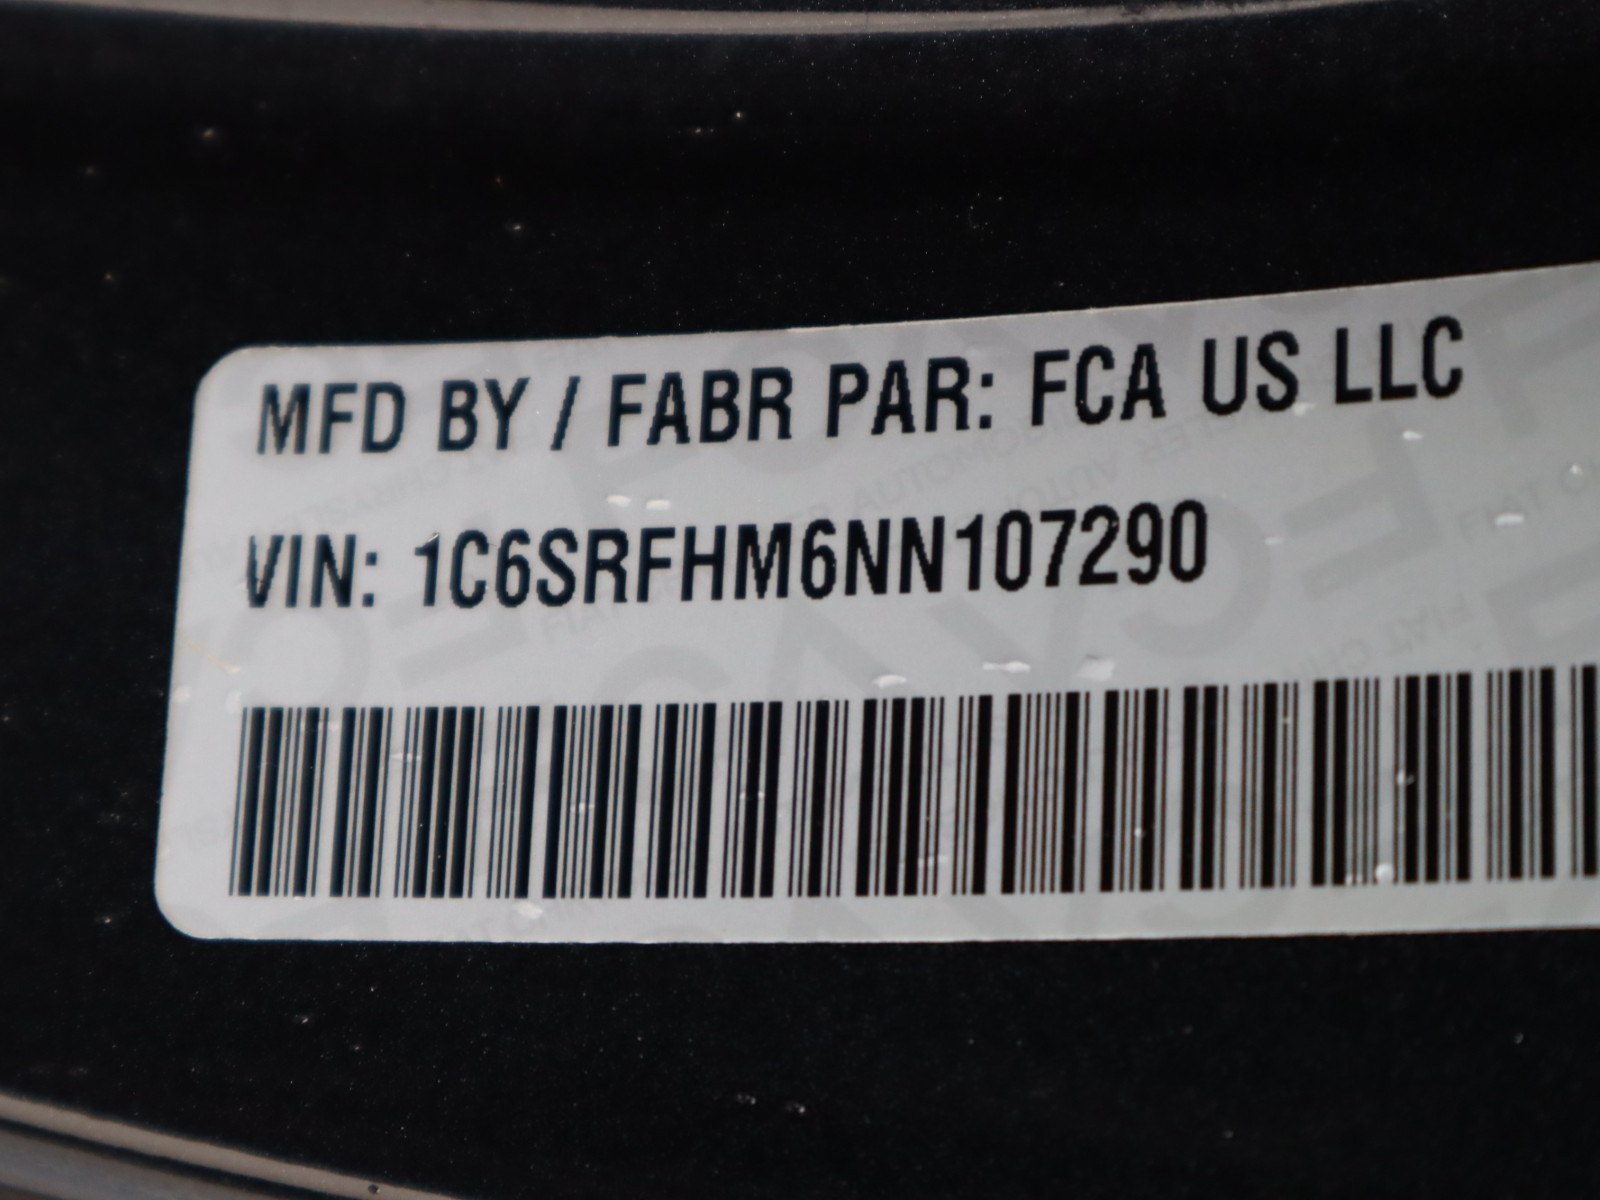 MFD BY / FABR PAR: FCA US LLC
VIN: 1C6SRFHM6NN107290